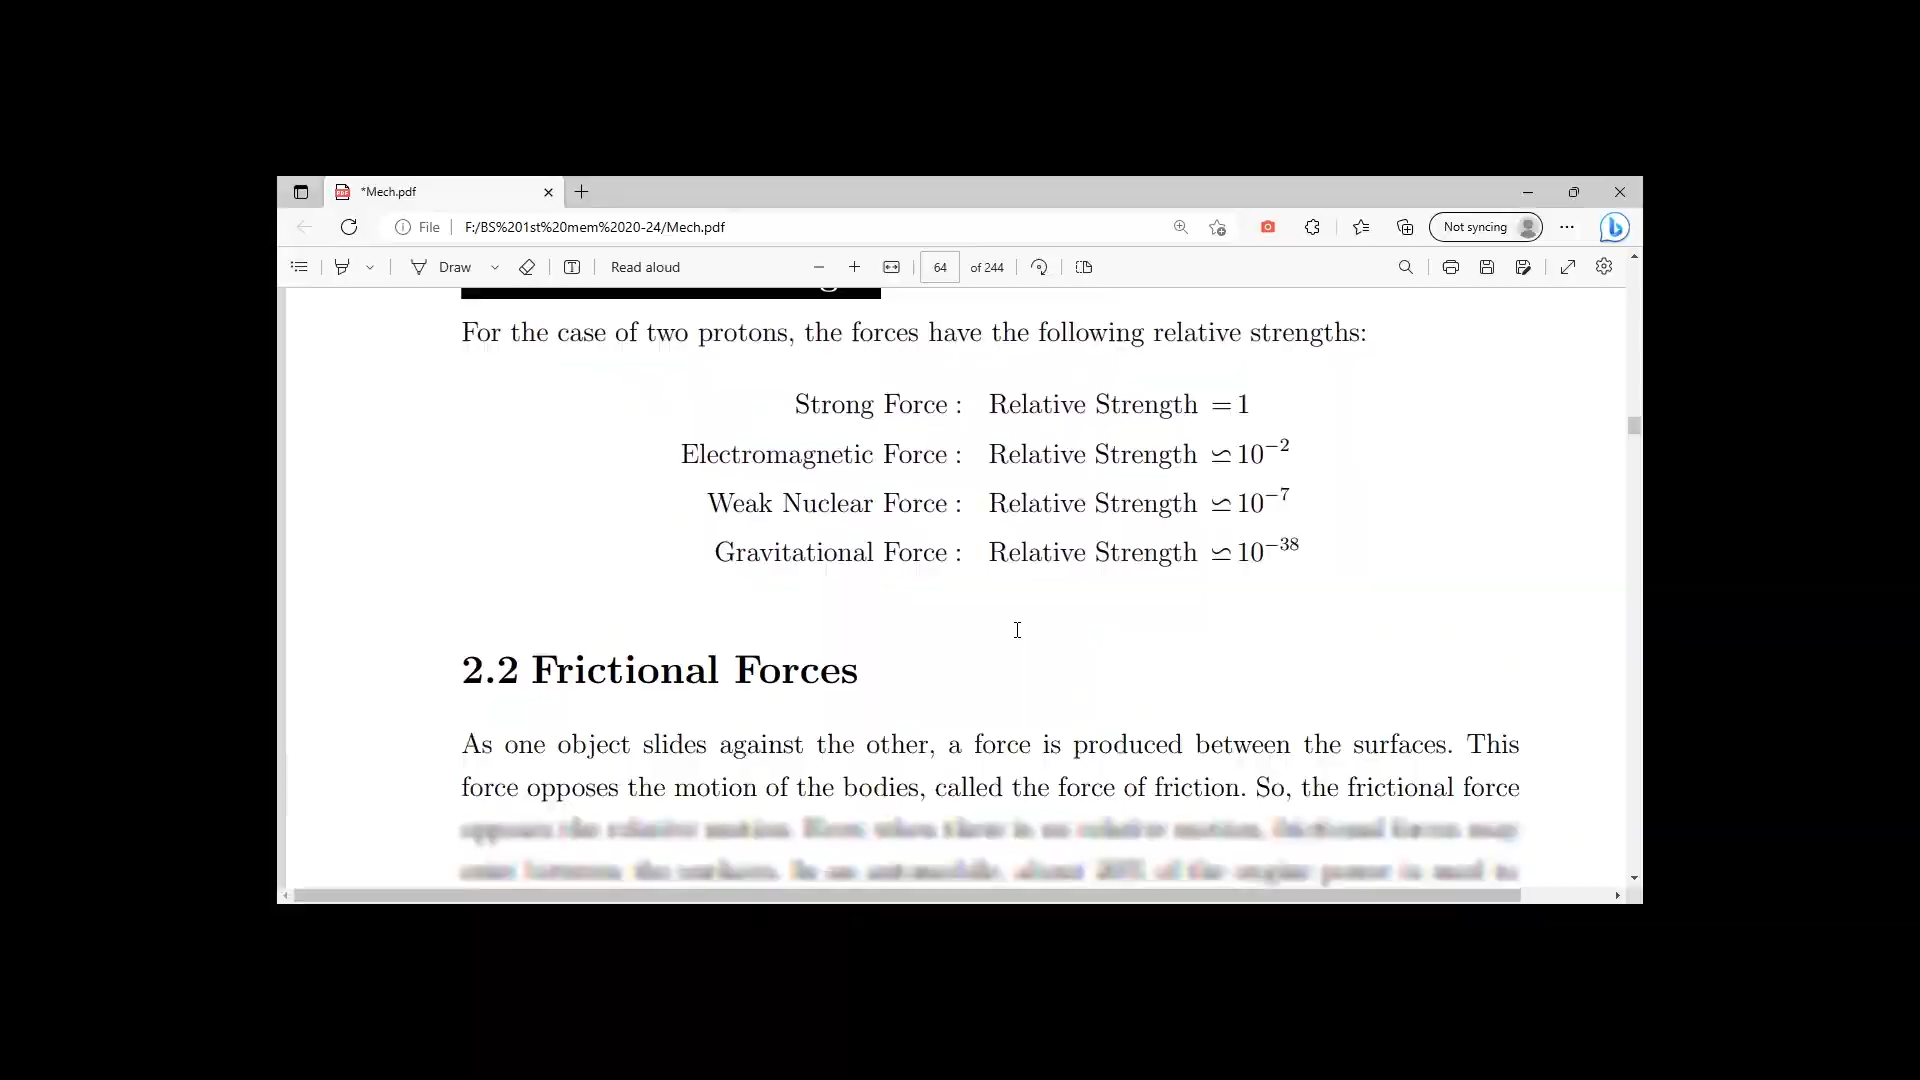 *Mech.pdf
File F:/BS%201st%20mem%2020-24/Mech.pdf Not syncing
Draw Read aloud 64 of 244
For the case of two protons, the forces have the following relative strengths:
Strong Force : Relative Strength = 1
Electromagnetic Force : Relative Strength ≃ 10⁻²
Weak Nuclear Force : Relative Strength ≃ 10⁻⁷
Gravitational Force : Relative Strength ≃ 10⁻³⁸
2.2 Frictional Forces
As one object slides against the other, a force is produced between the surfaces. This
force opposes the motion of the bodies, called the force of friction. So, the frictional force